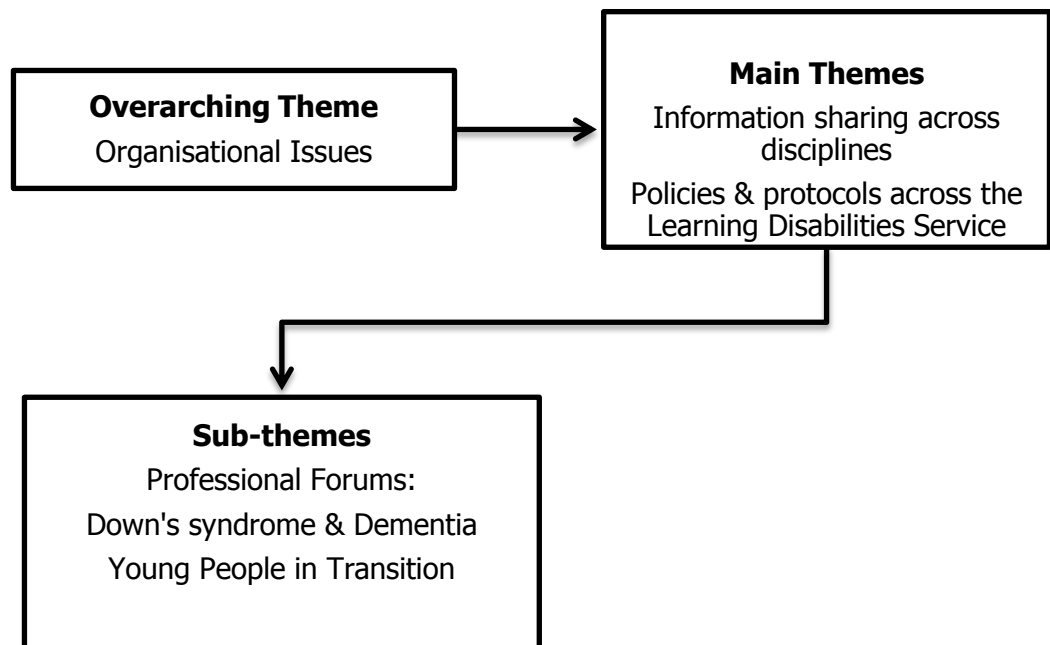 Overarching Theme
Organisational Issues
Main Themes
Information sharing across
disciplines
Policies & protocols across the
Learning Disabilities Service
Sub-themes
Professional Forums:
Down's syndrome & Dementia
Young People in Transition